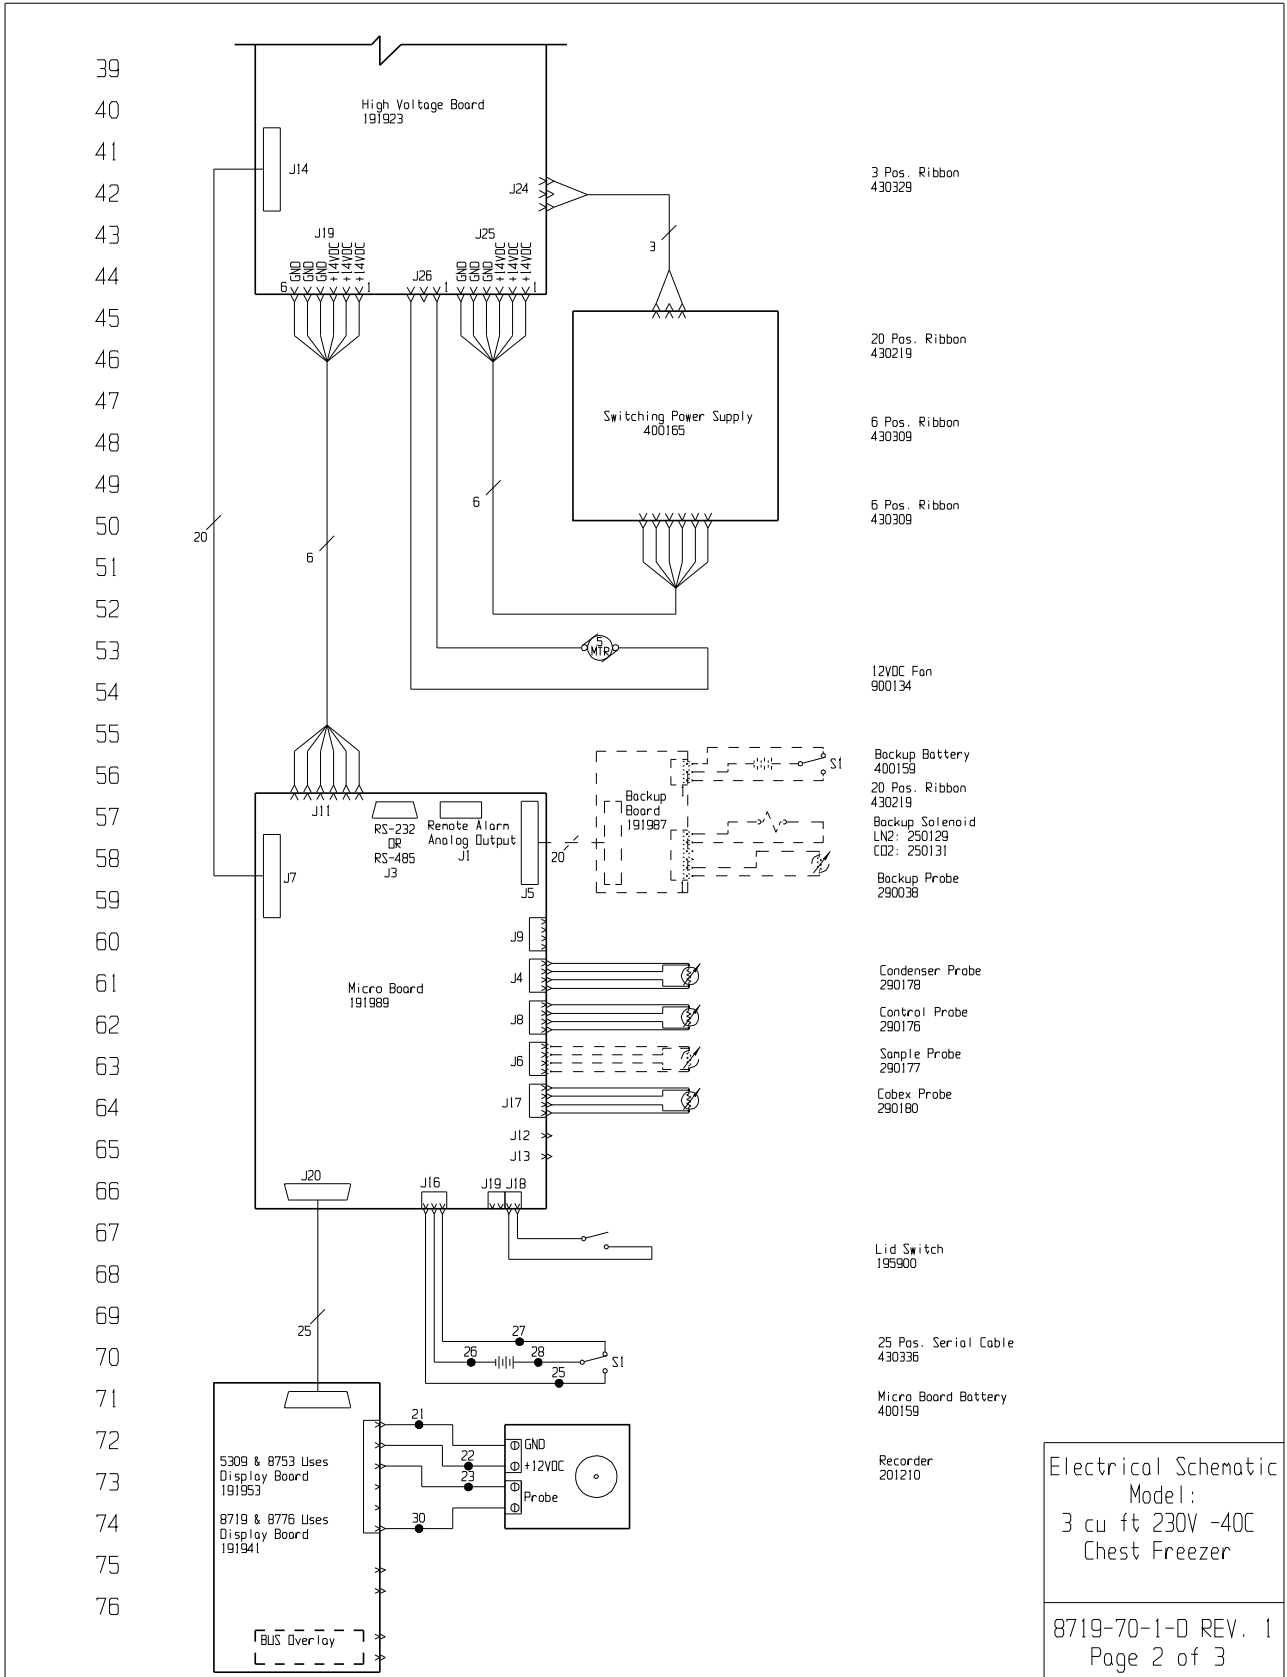 39
40
41
42
43
44
45
46
47
48
49
50
51
52
53
54
55
56
57
58
59
60
61
62
63
64
65
66
67
68
69
70
71
72
73
74
75
76
High Voltage Board
191923
J14
J24
J19
J25
J26
6
GND
GND
GND
+14VDC
+14VDC
+14VDC
1
1
GND
GND
GND
+14VDC
+14VDC
+14VDC
1
3
Switching Power Supply
400165
20
6
6
5
MTR
J11
RS-232
OR
RS-485
J3
Remote Alarm
Analog Output
J1
J5
J7
20
Backup
Board
191987
1
1
S1
J9
J4
J8
J6
J17
J12
J13
Micro Board
191989
J20
J16
J19
J18
25
27
26
28
25
S1
21
22
23
30
GND
+12VDC
Probe
5309 & 8753 Uses
Display Board
191953
8719 & 8776 Uses
Display Board
191941
BUS Overlay
3 Pos. Ribbon
430329
20 Pos. Ribbon
430219
6 Pos. Ribbon
430309
6 Pos. Ribbon
430309
12VDC Fan
900134
Backup Battery
400159
20 Pos. Ribbon
430219
Backup Solenoid
LN2: 250129
CO2: 250131
Backup Probe
290038
Condenser Probe
290178
Control Probe
290176
Sample Probe
290177
Cobex Probe
290180
Lid Switch
195900
25 Pos. Serial Cable
430336
Micro Board Battery
400159
Recorder
201210
Electrical Schematic
Model:
3 cu ft 230V -40C
Chest Freezer
8719-70-1-D REV. 1
Page 2 of 3